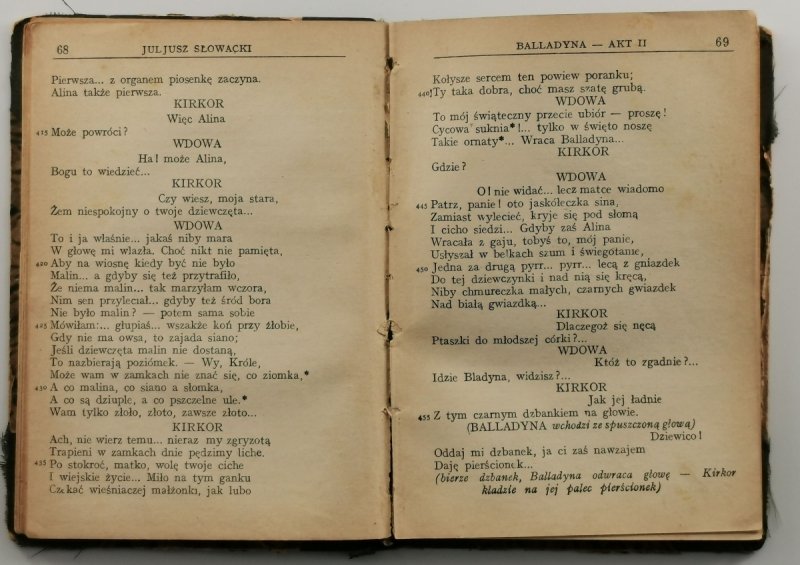 68 JULJUSZ SŁOWACKI
Pierwsza... z organem piosenkę zaczyna.
Alina także pierwsza.
KIRKOR
Więc Alina
415 Może powróci?
WDOWA
Ha! może Alina,
Bogu to wiedzieć...
KIRKOR
Czy wiesz, moja stara,
Żem niespokojny o twoje dziewczęta...
WDOWA
To i ja właśnie... jakaś niby mara
W głowę mi wlazła. Choć nikt nie pamięta,
420 Aby na wiosnę kiedy być nie było
Malin... a gdyby się też przytrafiło,
Że niema malin... tak marzyłam wczora,
Nim sen przyleciał... gdyby też śród bora
Nie było malin? — potem sama sobie
425 Mówiłam:... głupiaś... wszakże koń przy żłobie,
Gdy nie ma owsa, to zajada siano;
Jeśli dziewczęta malin nie dostaną,
To nazbierają poziómek. — Wy, Króle,
Może wam w zamkach nie znać się, co ziomka,*
430 A co malina, co siano a słomka,
A co są dziuple, a co pszczelne ule.*
Wam tylko złoło, złoto, zawsze złoto...
KIRKOR
Ach, nie wierz temu... nieraz my zgryzotą
Trapieni w zamkach dnie pędzimy liche.
435 Po stokroć, matko, wolę twoje ciche
I wiejskie życie... Miło na tym ganku
Czekać wieśniaczej małżonki, jak lubo
BALLADYNA — AKT II 69
Kołysze sercem ten powiew poranku;
440 !Ty taka dobra, choć masz szatę grubą.
WDOWA
To mój świąteczny przecie ubiór — proszę!
Cycowa suknia*!... tylko w święto noszę
Takie ornaty*... Wraca Balladyna...
KIRKOR
Gdzie?
WDOWA
O! nie widać... lecz matce wiadomo
445 Patrz, panie! oto jaskółeczka sina,
Zamiast wylecieć, kryje się pod słomą
I cicho siedzi... Gdyby zaś Alina
Wracała z gaju, tobyś to, mój panie,
Usłyszał w belkach szum i świegotanie,
450 Jedna za drugą pyrr... pyrr... lecą z gniazdek
Do tej dziewczynki i nad nią się kręcą,
Niby chmureczka małych, czarnych gwiazdek
Nad białą gwiazdką...
KIRKOR
Dlaczegoż się nęcą
Ptaszki do młodszej córki?...
WDOWA
Któż to zgadnie?...
Idzie Bladyna, widzisz?...
KIRKOR
Jak jej ładnie
455 Z tym czarnym dzbankiem na głowie.
(BALLADYNA wchodzi ze spuszczoną głową)
Dziewico!
Oddaj mi dzbanek, ja ci zaś nawzajem
Daję pierścionek...
(bierze dzbanek, Balladyna odwraca głowę — Kirkor
kładzie na jej palec pierścionek)